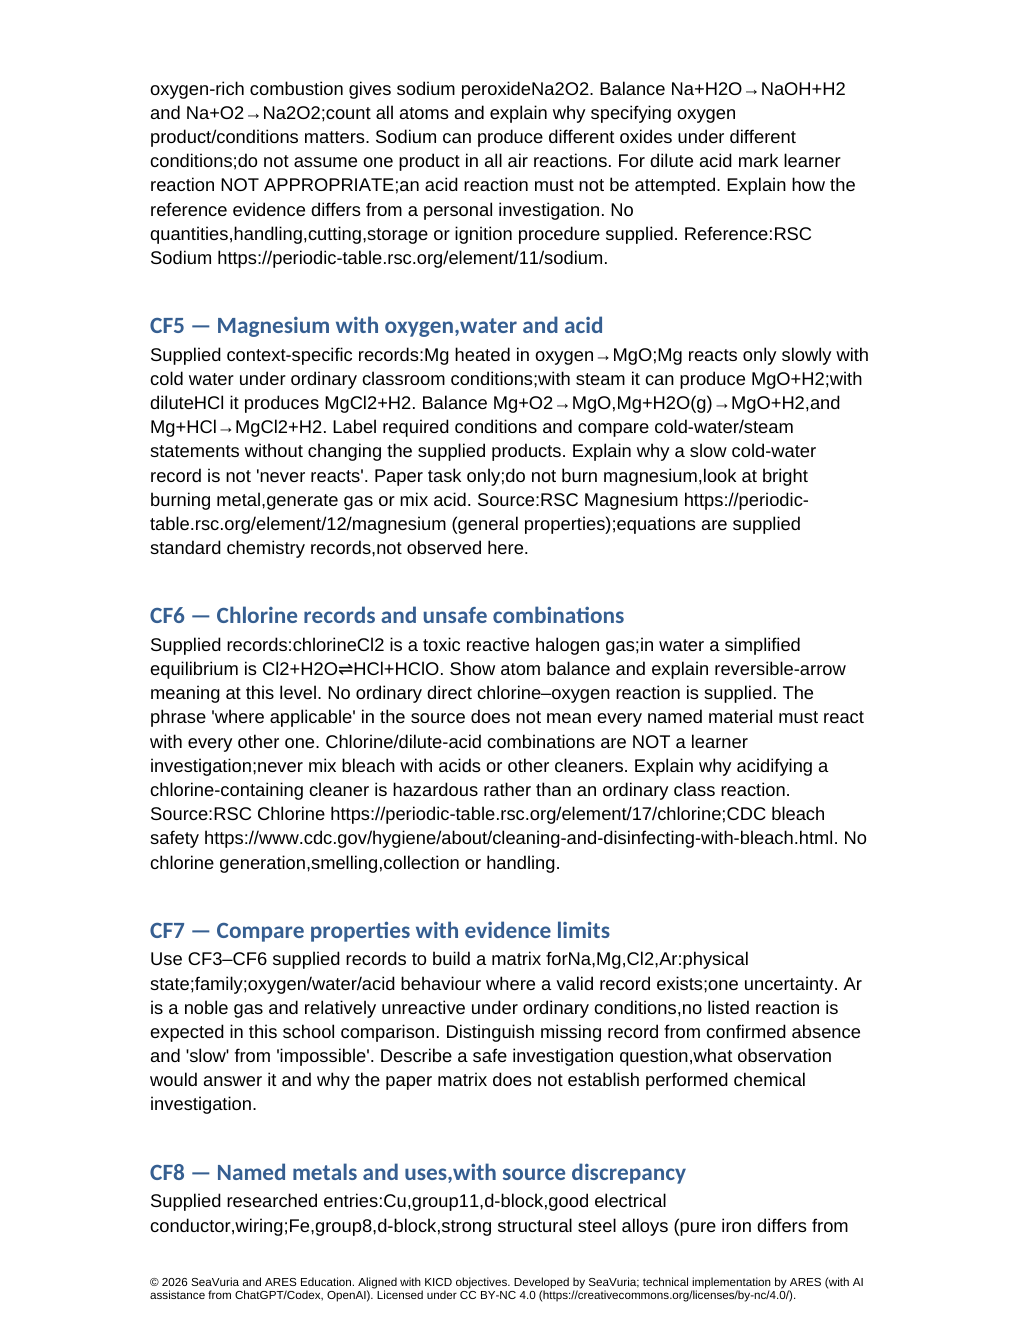 oxygen-rich combustion gives sodium peroxideNa2O2. Balance Na+H2O→NaOH+H2
and Na+O2→Na2O2;count all atoms and explain why specifying oxygen
product/conditions matters. Sodium can produce different oxides under different
conditions;do not assume one product in all air reactions. For dilute acid mark learner
reaction NOT APPROPRIATE;an acid reaction must not be attempted. Explain how the
reference evidence differs from a personal investigation. No
quantities,handling,cutting,storage or ignition procedure supplied. Reference:RSC
Sodium https://periodic-table.rsc.org/element/11/sodium.
CF5 — Magnesium with oxygen,water and acid
Supplied context-specific records:Mg heated in oxygen→MgO;Mg reacts only slowly with
cold water under ordinary classroom conditions;with steam it can produce MgO+H2;with
diluteHCl it produces MgCl2+H2. Balance Mg+O2→MgO,Mg+H2O(g)→MgO+H2,and
Mg+HCl→MgCl2+H2. Label required conditions and compare cold-water/steam
statements without changing the supplied products. Explain why a slow cold-water
record is not 'never reacts'. Paper task only;do not burn magnesium,look at bright
burning metal,generate gas or mix acid. Source:RSC Magnesium https://periodic-
table.rsc.org/element/12/magnesium (general properties);equations are supplied
standard chemistry records,not observed here.
CF6 — Chlorine records and unsafe combinations
Supplied records:chlorineCl2 is a toxic reactive halogen gas;in water a simplified
equilibrium is Cl2+H2O⇌HCl+HClO. Show atom balance and explain reversible-arrow
meaning at this level. No ordinary direct chlorine–oxygen reaction is supplied. The
phrase 'where applicable' in the source does not mean every named material must react
with every other one. Chlorine/dilute-acid combinations are NOT a learner
investigation;never mix bleach with acids or other cleaners. Explain why acidifying a
chlorine-containing cleaner is hazardous rather than an ordinary class reaction.
Source:RSC Chlorine https://periodic-table.rsc.org/element/17/chlorine;CDC bleach
safety https://www.cdc.gov/hygiene/about/cleaning-and-disinfecting-with-bleach.html. No
chlorine generation,smelling,collection or handling.
CF7 — Compare properties with evidence limits
Use CF3–CF6 supplied records to build a matrix forNa,Mg,Cl2,Ar:physical
state;family;oxygen/water/acid behaviour where a valid record exists;one uncertainty. Ar
is a noble gas and relatively unreactive under ordinary conditions,no listed reaction is
expected in this school comparison. Distinguish missing record from confirmed absence
and 'slow' from 'impossible'. Describe a safe investigation question,what observation
would answer it and why the paper matrix does not establish performed chemical
investigation.
CF8 — Named metals and uses,with source discrepancy
Supplied researched entries:Cu,group11,d-block,good electrical
conductor,wiring;Fe,group8,d-block,strong structural steel alloys (pure iron differs from
© 2026 SeaVuria and ARES Education. Aligned with KICD objectives. Developed by SeaVuria; technical implementation by ARES (with AI
assistance from ChatGPT/Codex, OpenAI). Licensed under CC BY-NC 4.0 (https://creativecommons.org/licenses/by-nc/4.0/).